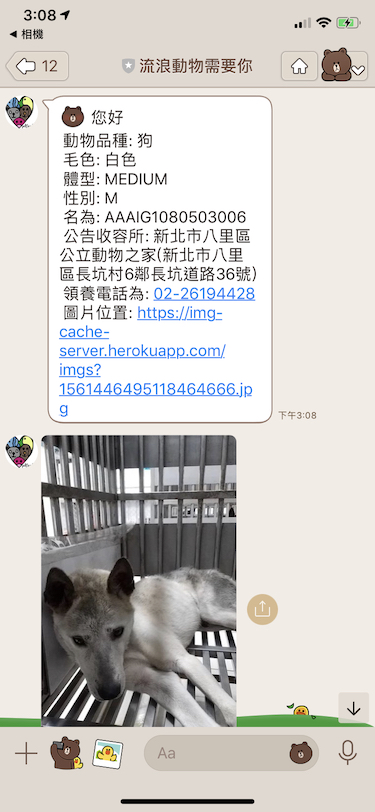 3:08
相機
12
流浪動物需要你
您好
動物品種: 狗
毛色: 白色
體型: MEDIUM
性別: M
名為: AAAIG1080503006
公告收容所: 新北市八里區
公立動物之家(新北市八里
區長坑村6鄰長坑道路36號)
領養電話為: 02-26194428
圖片位置: https://img-
cache-
server.herokuapp.com/
imgs?
1561446495118464666.jp
g
下午3:08
Aa